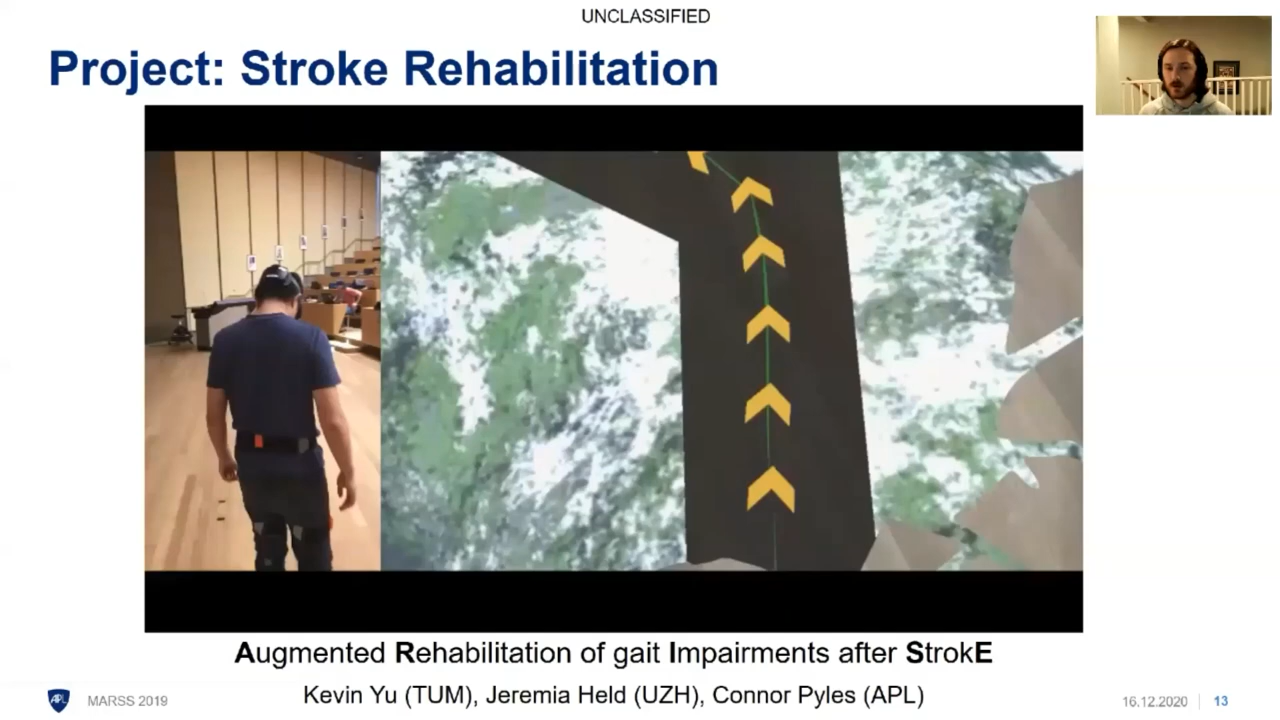 UNCLASSIFIED
Project: Stroke Rehabilitation
Augmented Rehabilitation of gait Impairments after StrokE
Kevin Yu (TUM), Jeremia Held (UZH), Connor Pyles (APL)
APL
MARSS 2019
16.12.2020
13